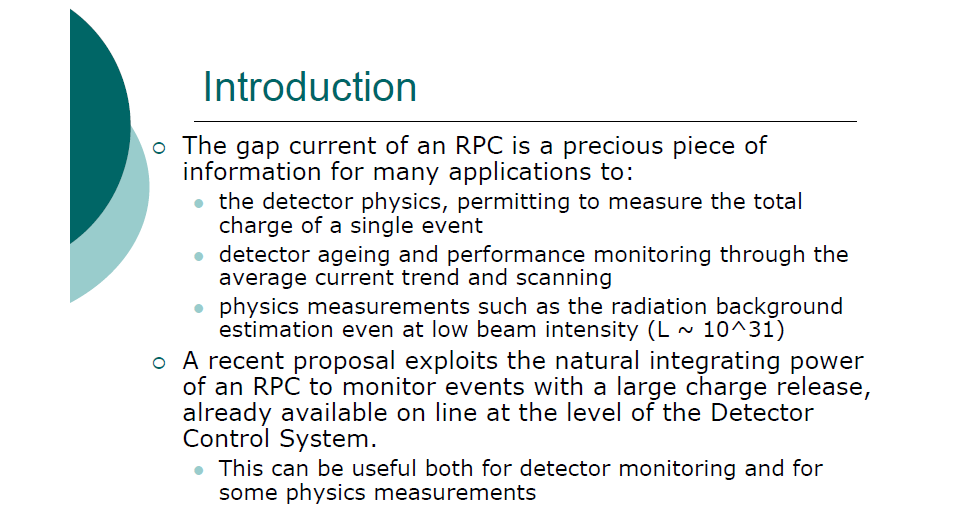 Introduction
The gap current of an RPC is a precious piece of
information for many applications to:
the detector physics, permitting to measure the total
charge of a single event
detector ageing and performance monitoring through the
average current trend and scanning
physics measurements such as the radiation background
estimation even at low beam intensity (L ~ 10^31)
A recent proposal exploits the natural integrating power
of an RPC to monitor events with a large charge release,
already available on line at the level of the Detector
Control System.
This can be useful both for detector monitoring and for
some physics measurements